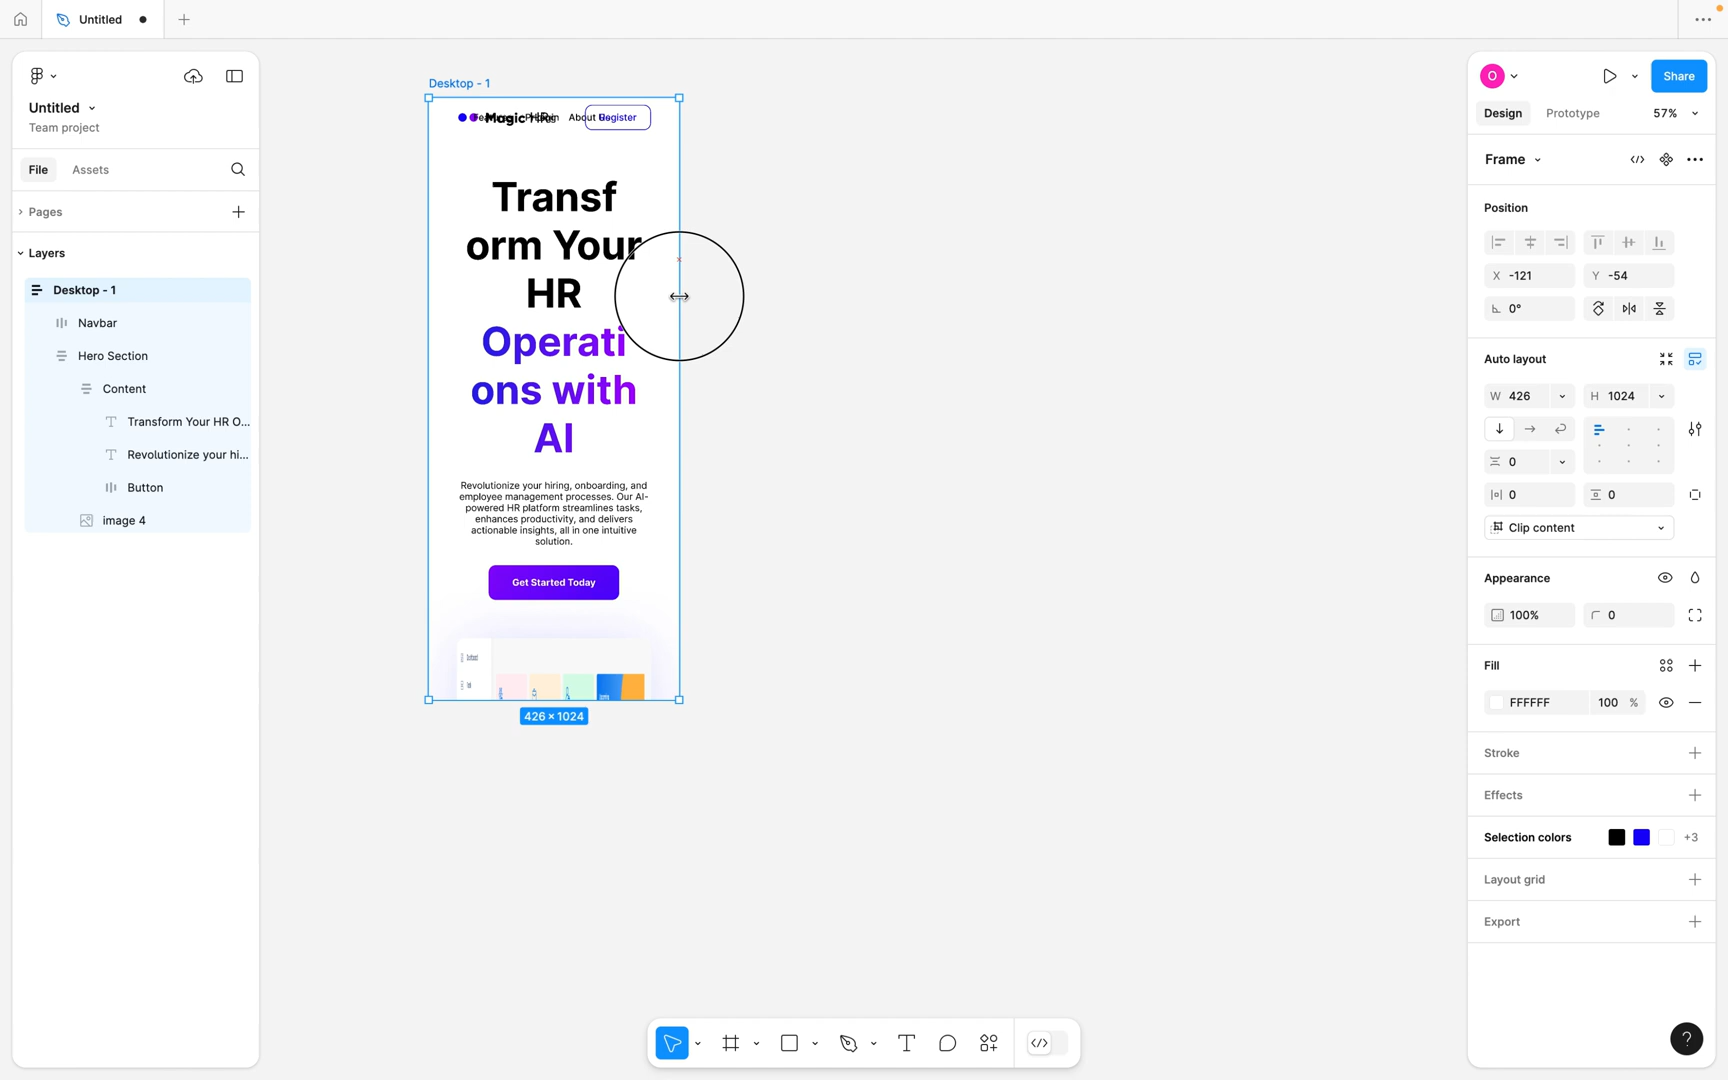 Untitled
Untitled
Team project
File
Assets
Pages
Layers
Desktop - 1
Navbar
Hero Section
Content
Transform Your HR O...
Revolutionize your hi...
Button
image 4
Desktop - 1
Magic HR
About Us
Register
Transf
orm Your
HR
Operati
ons with
AI
Revolutionize your hiring, onboarding, and
employee management processes. Our AI-
powered HR platform streamlines tasks,
enhances productivity, and delivers
actionable insights, all in one intuitive
solution.
Get Started Today
426 × 1024
O
Share
Design
Prototype
57%
Frame
Position
X -121
Y -54
0°
Auto layout
W 426
H 1024
0
0
0
Clip content
Appearance
100%
0
Fill
FFFFFF
100 %
Stroke
Effects
Selection colors
+3
Layout grid
Export
?